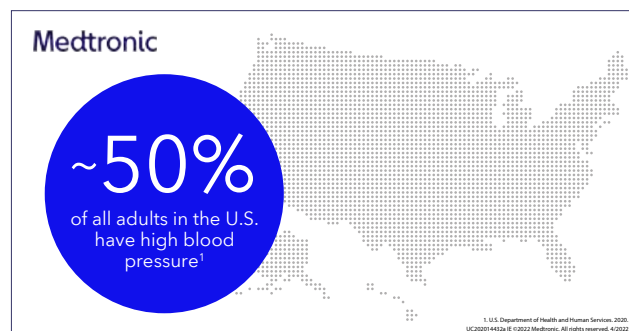 Medtronic
~50%
of all adults in the U.S.
have high blood
pressure¹
1. U.S. Department of Health and Human Services. 2020.
UC202014432a IE ©2022 Medtronic. All rights reserved. 4/2022